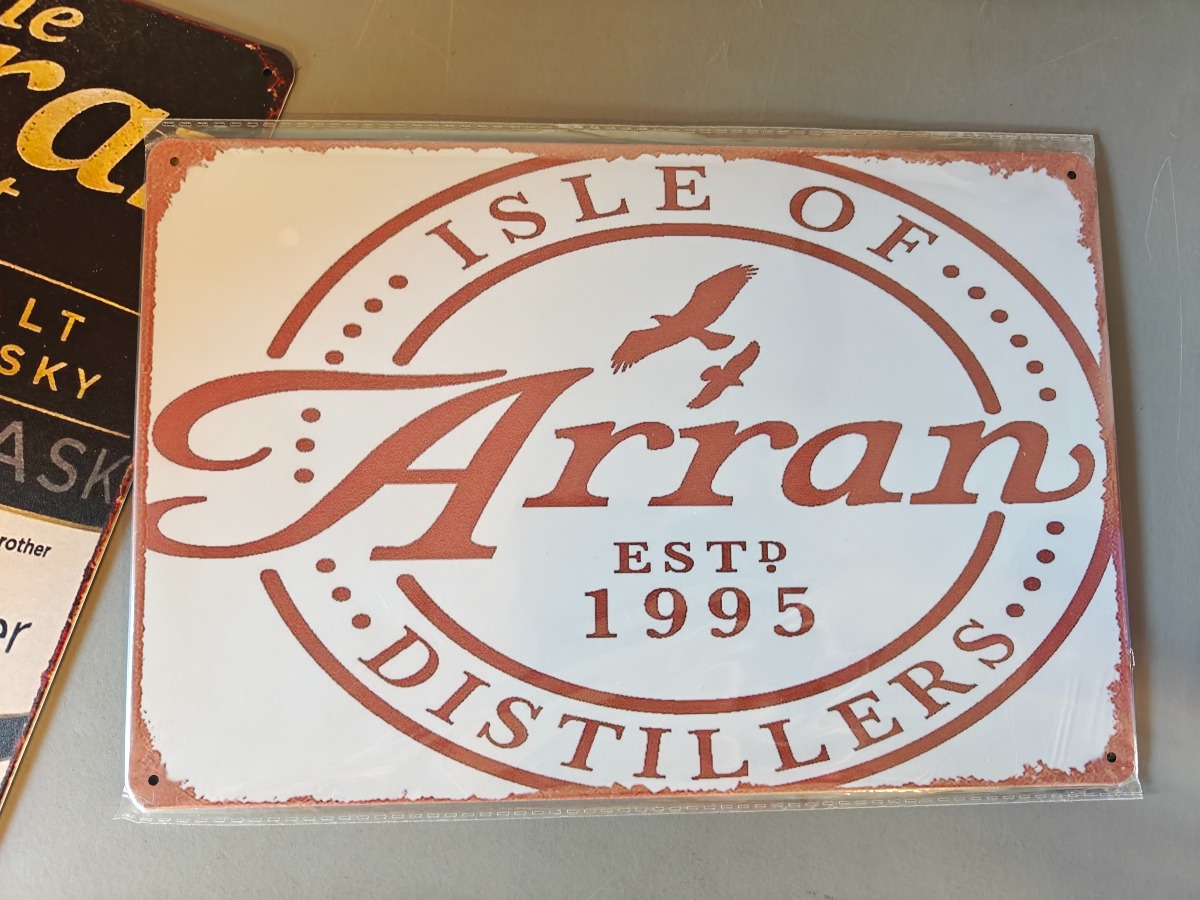 ISLE OF
Arran
ESTD
1995
DISTILLERS
LT
SKY
ASK
rother
er